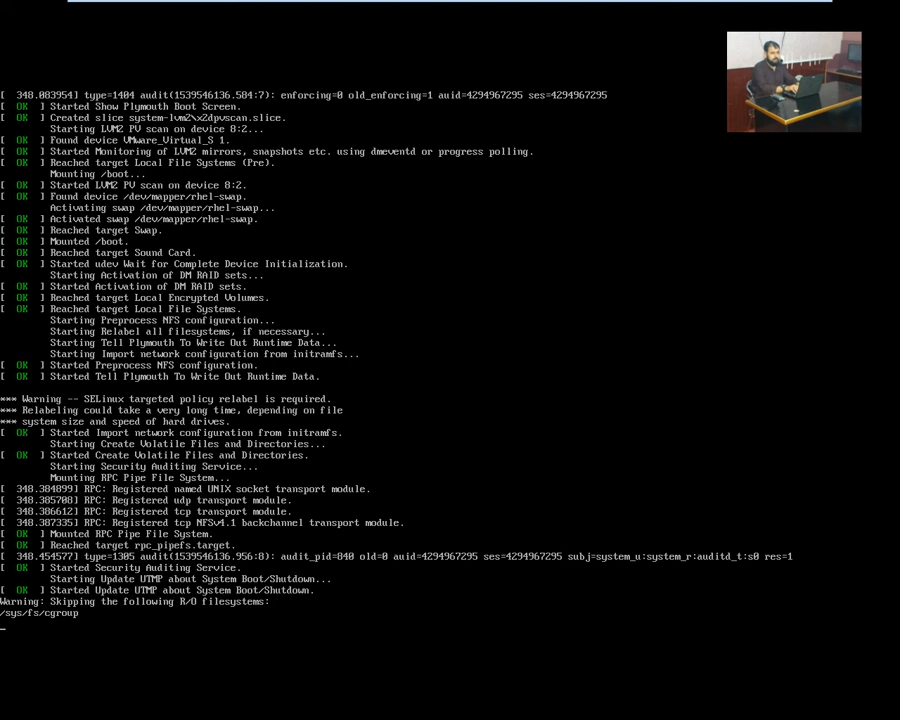 [  348.083954] type=1404 audit(1539546136.584:7): enforcing=0 old_enforcing=1 auid=4294967295 ses=4294967295
[  OK  ] Started Show Plymouth Boot Screen.
[  OK  ] Created slice system-lvm2\x2dpvscan.slice.
Starting LVM2 PV scan on device 8:2...
[  OK  ] Found device VMware_Virtual_S 1.
[  OK  ] Started Monitoring of LVM2 mirrors, snapshots etc. using dmeventd or progress polling.
[  OK  ] Reached target Local File Systems (Pre).
Mounting /boot...
[  OK  ] Started LVM2 PV scan on device 8:2.
[  OK  ] Found device /dev/mapper/rhel-swap.
Activating swap /dev/mapper/rhel-swap...
[  OK  ] Activated swap /dev/mapper/rhel-swap.
[  OK  ] Reached target Swap.
[  OK  ] Mounted /boot.
[  OK  ] Reached target Sound Card.
[  OK  ] Started udev Wait for Complete Device Initialization.
Starting Activation of DM RAID sets...
[  OK  ] Started Activation of DM RAID sets.
[  OK  ] Reached target Local Encrypted Volumes.
[  OK  ] Reached target Local File Systems.
Starting Preprocess NFS configuration...
Starting Relabel all filesystems, if necessary...
Starting Tell Plymouth To Write Out Runtime Data...
Starting Import network configuration from initramfs...
[  OK  ] Started Preprocess NFS configuration.
[  OK  ] Started Tell Plymouth To Write Out Runtime Data.
*** Warning -- SELinux targeted policy relabel is required.
*** Relabeling could take a very long time, depending on file
*** system size and speed of hard drives.
[  OK  ] Started Import network configuration from initramfs.
Starting Create Volatile Files and Directories...
[  OK  ] Started Create Volatile Files and Directories.
Starting Security Auditing Service...
Mounting RPC Pipe File System...
[  348.384899] RPC: Registered named UNIX socket transport module.
[  348.385708] RPC: Registered udp transport module.
[  348.386612] RPC: Registered tcp transport module.
[  348.387335] RPC: Registered tcp NFSv4.1 backchannel transport module.
[  OK  ] Mounted RPC Pipe File System.
[  OK  ] Reached target rpc_pipefs.target.
[  348.454577] type=1305 audit(1539546136.956:8): audit_pid=840 old=0 auid=4294967295 ses=4294967295 subj=system_u:system_r:auditd_t:s0 res=1
[  OK  ] Started Security Auditing Service.
Starting Update UTMP about System Boot/Shutdown...
[  OK  ] Started Update UTMP about System Boot/Shutdown.
Warning: Skipping the following R/O filesystems:
/sys/fs/cgroup
_